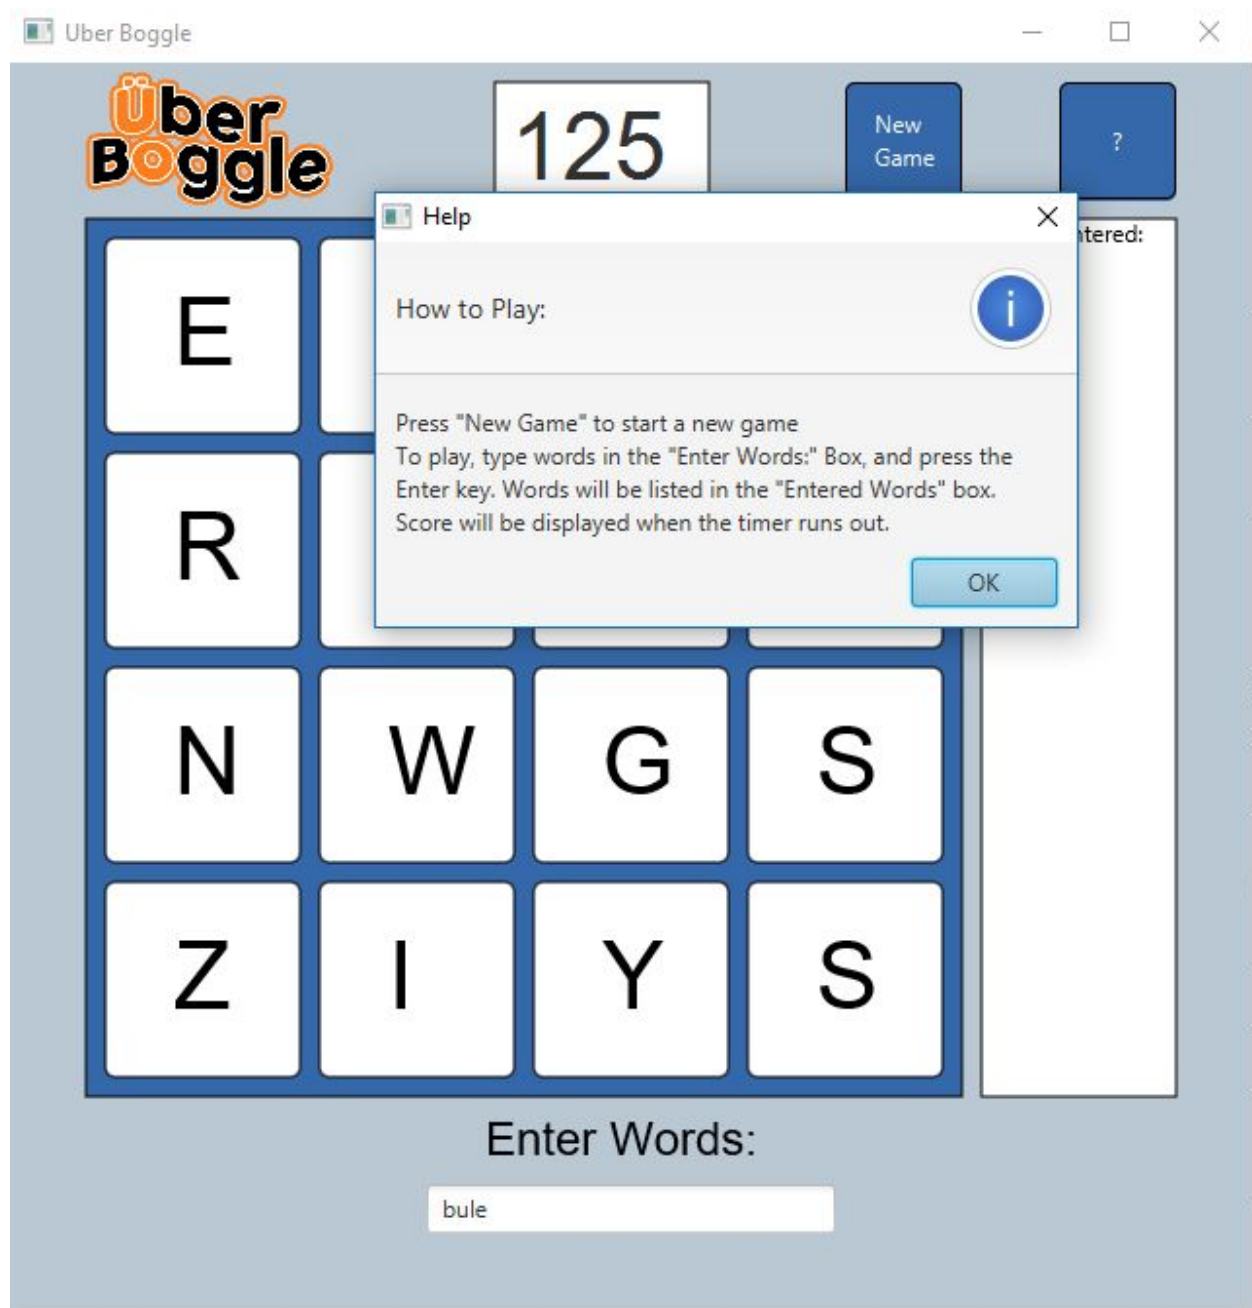 Uber Boggle
Über
Boggle
125
New
Game
?
Help
How to Play:
Press "New Game" to start a new game
To play, type words in the "Enter Words:" Box, and press the
Enter key. Words will be listed in the "Entered Words" box.
Score will be displayed when the timer runs out.
OK
E
R
N W G S
Z I Y S
Enter Words:
bule